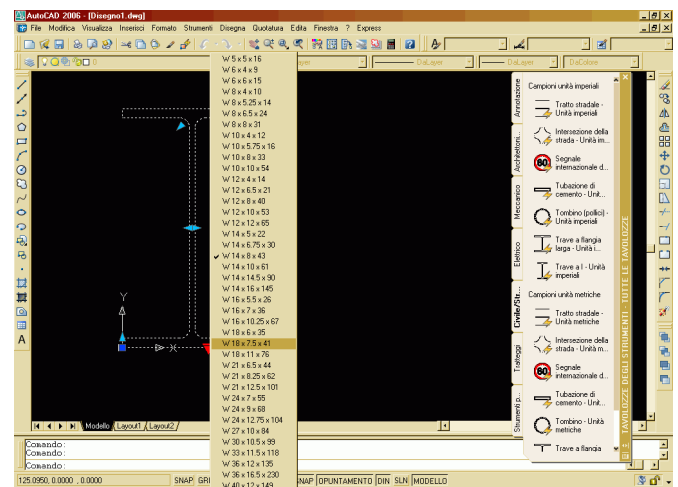 AutoCAD 2006 - [Disegno1.dwg]
File Modifica Visualizza Inserisci Formato Strumenti Disegna Quotatura Edita Finestra ? Express
DaLayer DaLayer DaColore
W 5 x 5 x 16
W 6 x 4 x 9
W 6 x 6 x 15
W 8 x 4 x 10
W 8 x 5.25 x 14
W 8 x 6.5 x 24
W 8 x 8 x 31
W 10 x 4 x 12
W 10 x 5.75 x 16
W 10 x 8 x 33
W 10 x 10 x 54
W 12 x 4 x 14
W 12 x 6.5 x 21
W 12 x 8 x 40
W 12 x 10 x 53
W 12 x 12 x 65
W 14 x 5 x 22
W 14 x 6.75 x 30
W 14 x 8 x 43
W 14 x 10 x 61
W 14 x 14.5 x 90
W 14 x 16 x 145
W 16 x 5.5 x 26
W 16 x 7 x 36
W 16 x 10.25 x 67
W 18 x 6 x 35
W 18 x 7.5 x 41
W 18 x 11 x 76
W 21 x 6.5 x 44
W 21 x 8.25 x 62
W 21 x 12.5 x 101
W 24 x 7 x 55
W 24 x 9 x 68
W 24 x 12.75 x 104
W 27 x 10 x 84
W 30 x 10.5 x 99
W 33 x 11.5 x 118
W 36 x 12 x 135
W 36 x 16.5 x 230
W 40 x 12 x 149
Y
X
Annotazione
Architettoni...
Meccanico
Elettrico
Civile/Str...
Tratteggi
Strumenti p...
Campioni unità imperiali
Tratto stradale -
Unità imperiali
Intersezione della
strada - Unità im...
80
Segnale
internazionale d...
Tubazione di
cemento - Unit...
Tombino (pollici) -
Unità imperiali
Trave a flangia
larga - Unità i...
Trave a I - Unità
imperiali
Campioni unità metriche
Tratto stradale -
Unità metriche
Intersezione della
strada - Unità m...
80
Segnale
internazionale d...
Tubazione di
cemento - Unit...
Tombino - Unità
metriche
Trave a flangia
TAVOLOZZE DEGLI STRUMENTI - TUTTE LE TAVOLOZZE
Modello Layout1 Layout2
Comando:
Comando:
Comando:
125.0950, 0.0000 , 0.0000 SNAP GRI NAP OPUNTAMENTO DIN SLN MODELLO